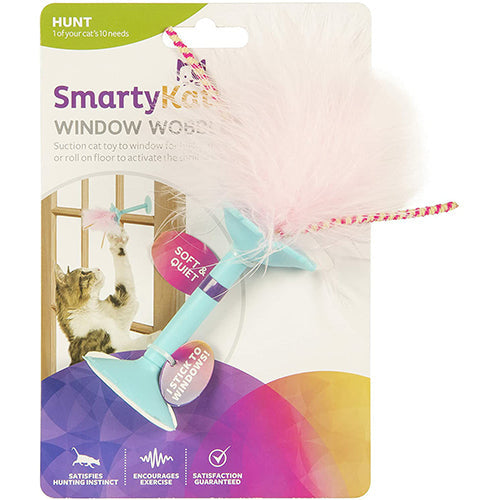 HUNT
1 of your cat's 10 needs
SmartyKat
WINDOW
Suction cat toy to window for
or roll on floor to activate the
SOFT &
QUIET
I STICK TO
WINDOWS!
SATISFIES
HUNTING INSTINCT
ENCOURAGES
EXERCISE
SATISFACTION
GUARANTEED